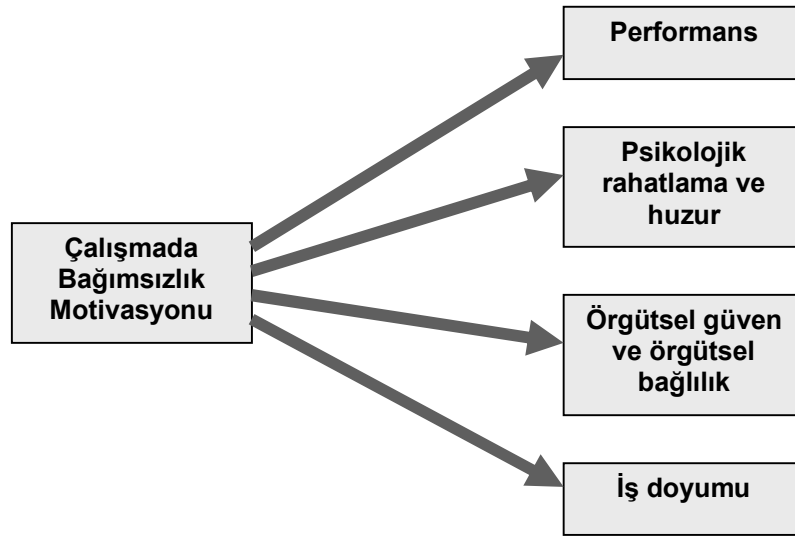 Performans
Psikolojik
rahatlama ve
huzur
Çalışmada
Bağımsızlık
Motivasyonu
Örgütsel güven
ve örgütsel
bağlılık
İş doyumu